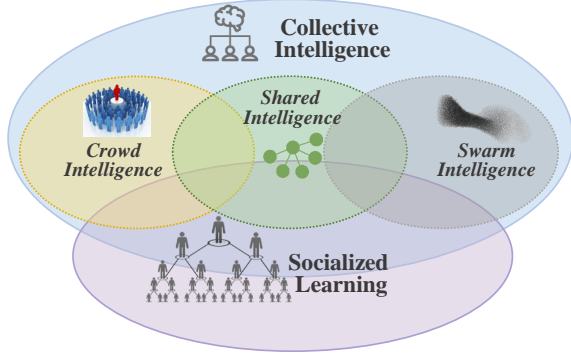 Collective
Intelligence
Shared
Intelligence
Crowd
Intelligence
Swarm
Intelligence
Socialized
Learning